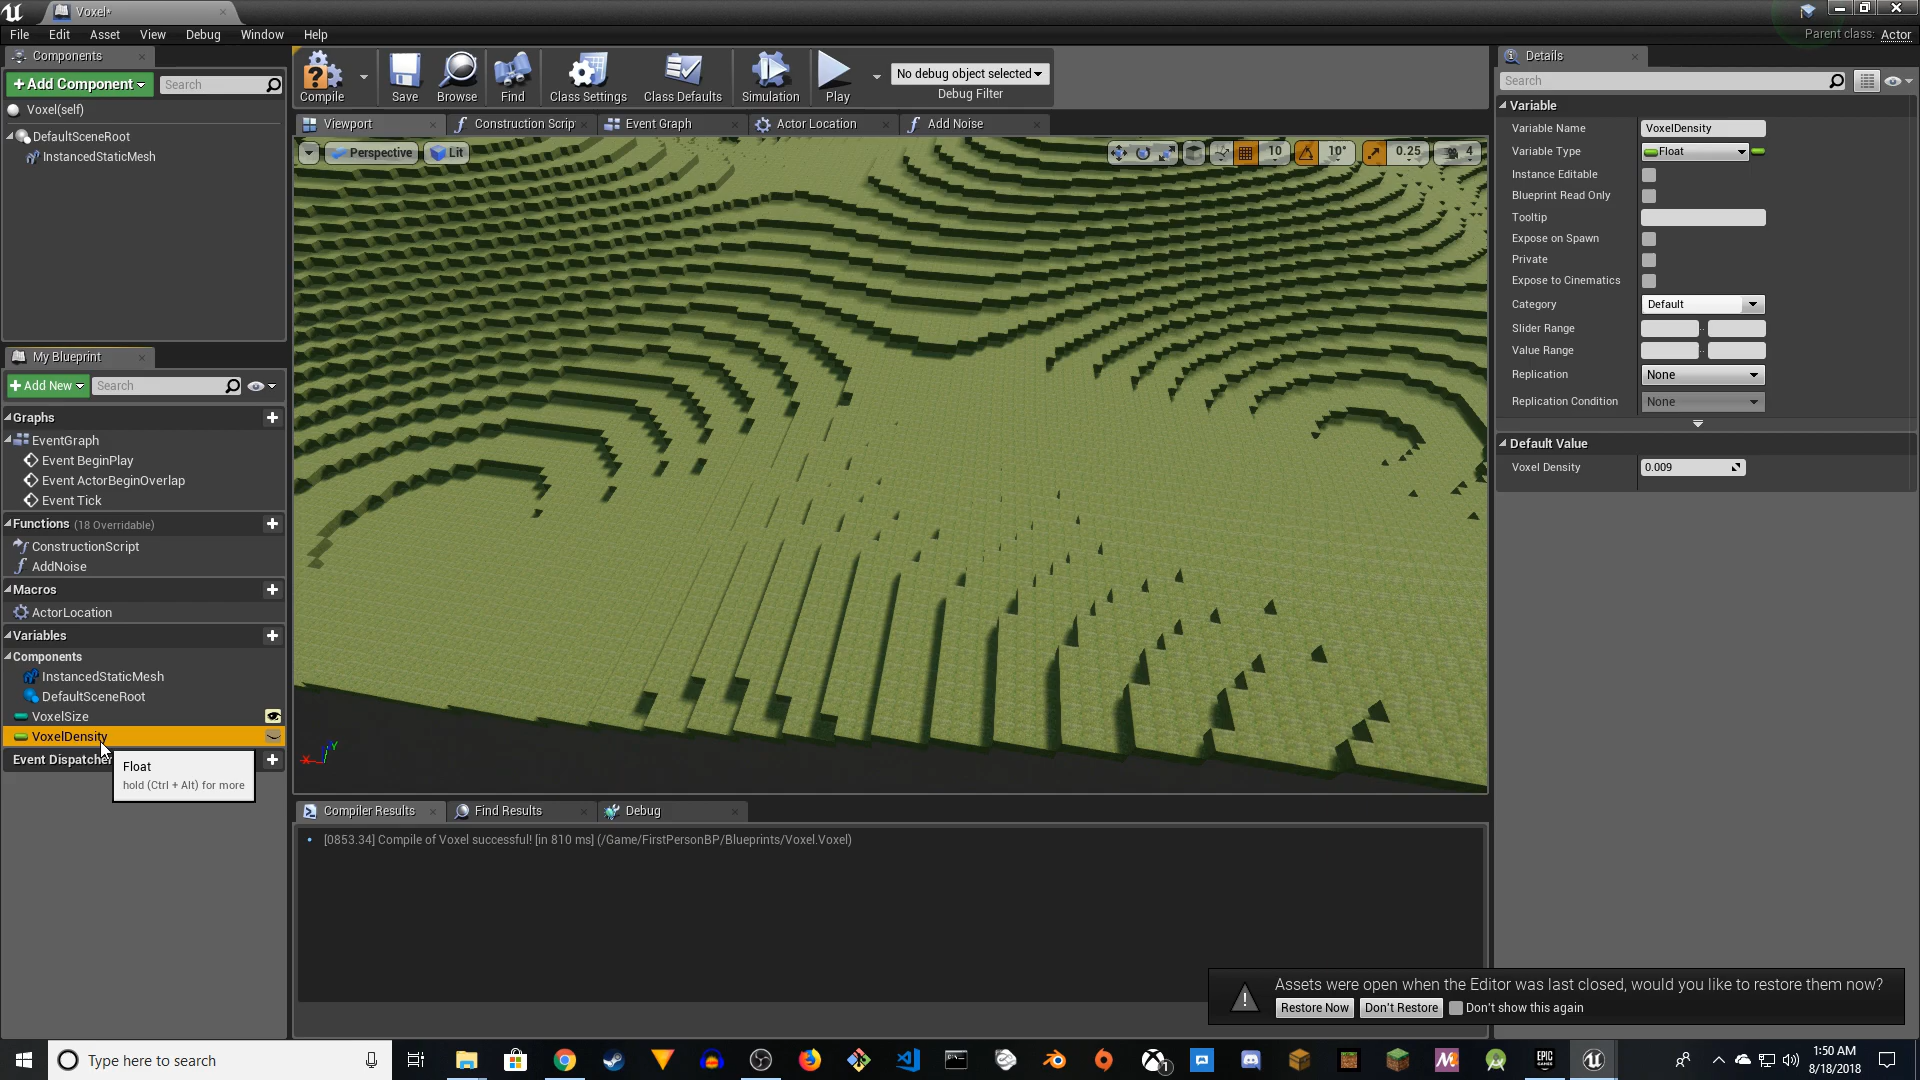 Voxel*
File Edit Asset View Debug Window Help
Parent class: Actor
Components
+ Add Component
Search
Voxel(self)
DefaultSceneRoot
InstancedStaticMesh
Compile
Save
Browse
Find
Class Settings
Class Defaults
Simulation
Play
No debug object selected
Debug Filter
Viewport
Construction Scrip
Event Graph
Actor Location
Add Noise
Perspective
Lit
10
10°
0.25
4
My Blueprint
+ Add New
Search
Graphs
EventGraph
Event BeginPlay
Event ActorBeginOverlap
Event Tick
Functions (18 Overridable)
ConstructionScript
AddNoise
Macros
ActorLocation
Variables
Components
InstancedStaticMesh
DefaultSceneRoot
VoxelSize
VoxelDensity
Event Dispatcher
Float
hold (Ctrl + Alt) for more
Y
X
Compiler Results
Find Results
Debug
• [0853.34] Compile of Voxel successful! [in 810 ms] (/Game/FirstPersonBP/Blueprints/Voxel.Voxel)
Details
Search
Variable
Variable Name VoxelDensity
Variable Type Float
Instance Editable
Blueprint Read Only
Tooltip
Expose on Spawn
Private
Expose to Cinematics
Category Default
Slider Range
Value Range
Replication None
Replication Condition None
Default Value
Voxel Density 0.009
Assets were open when the Editor was last closed, would you like to restore them now?
Restore Now
Don't Restore
Don't show this again
Type here to search
EPIC GAMES
1:50 AM
8/18/2018